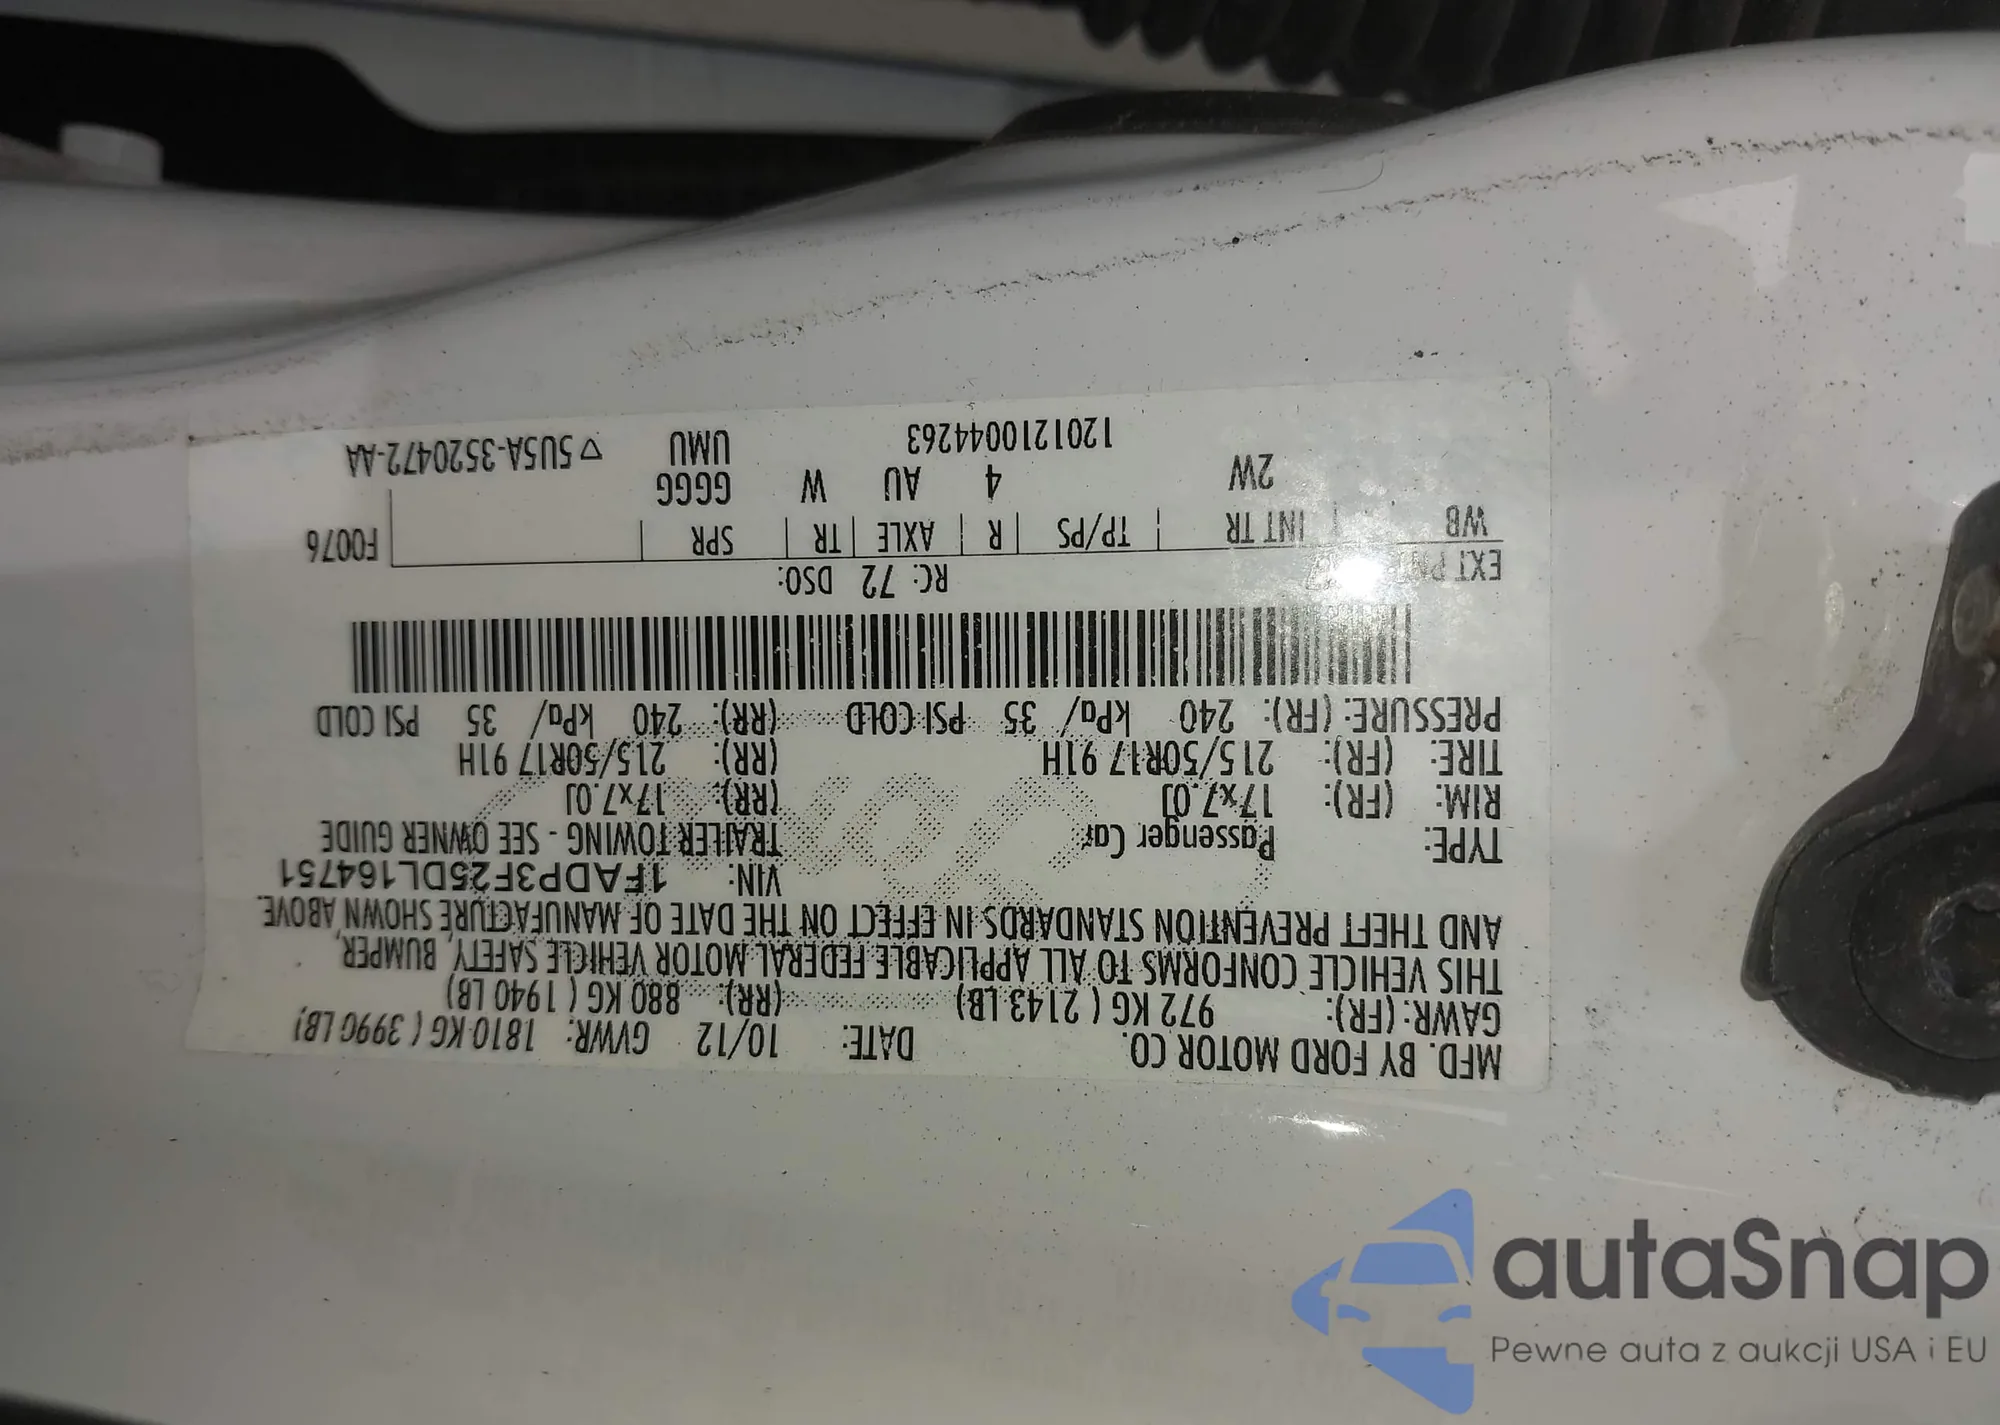 MFD. BY FORD MOTOR CO. DATE: 10/12 GVWR: 1810 KG ( 3990 LB)
GAWR: (FR): 972 KG ( 2143 LB) (RR): 880 KG ( 1940 LB)
THIS VEHICLE CONFORMS TO ALL APPLICABLE FEDERAL MOTOR VEHICLE SAFETY, BUMPER,
AND THEFT PREVENTION STANDARDS IN EFFECT ON THE DATE OF MANUFACTURE SHOWN ABOVE.
VIN: 1FADP3F25DL164751
TYPE: Passenger Car TRAILER TOWING - SEE OWNER GUIDE
RIM: (FR): 17x7.0J (RR): 17x7.0J
TIRE: (FR): 215/50R17 91H (RR): 215/50R17 91H
PRESSURE: (FR): 240 kPa/ 35 PSI COLD (RR): 240 kPa/ 35 PSI COLD
EXT PNT: RC: 72 DSO: F0076
WB INT TR TP/PS R AXLE TR SPR
2W 4 AU W GGGG
1201210044263 UMU ▽ 5U5A-3520472-AA
autaSnap
Pewne auta z aukcji USA i EU